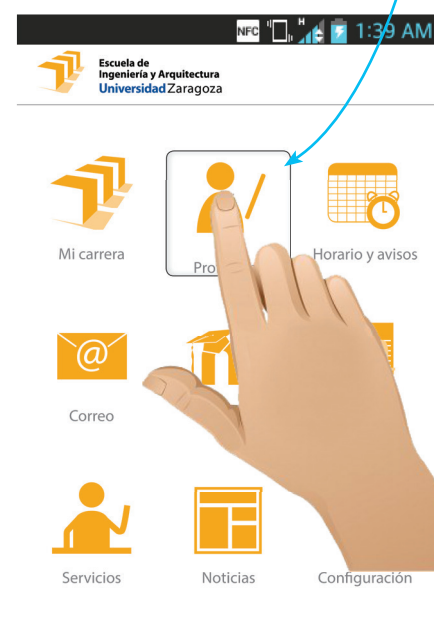 NFC H 1:39 AM
Escuela de
Ingeniería y Arquitectura
Universidad Zaragoza
Mi carrera
Horario y avisos
@
Correo
Servicios
Noticias
Configuración